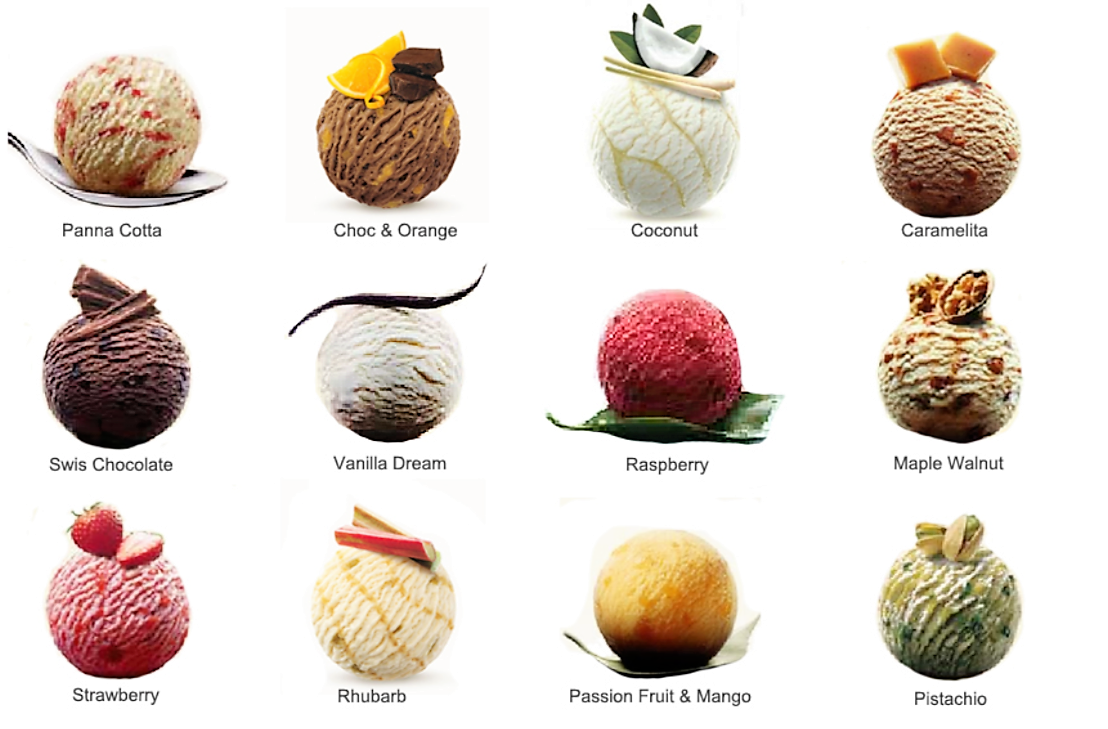 Panna Cotta
Choc & Orange
Coconut
Caramelita
Swis Chocolate
Vanilla Dream
Raspberry
Maple Walnut
Strawberry
Rhubarb
Passion Fruit & Mango
Pistachio